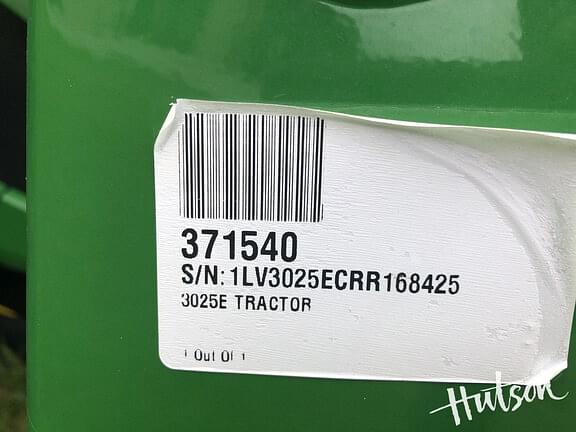 371540
S/N: 1LV3025ECRR168425
3025E TRACTOR
1 Out Of 1
Hutson